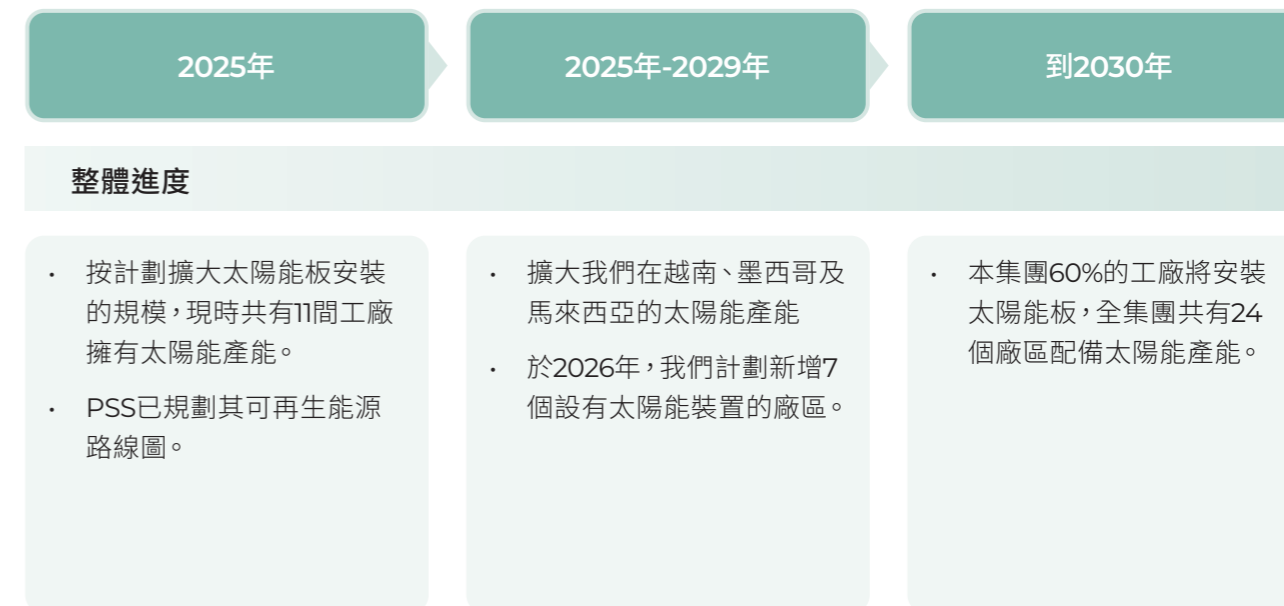 2025年
2025年-2029年
到2030年
整體進度
· 按計劃擴大太陽能板安裝
的規模，現時共有11間工廠
擁有太陽能產能。
· PSS已規劃其可再生能源
路線圖。
· 擴大我們在越南、墨西哥及
馬來西亞的太陽能產能
· 於2026年，我們計劃新增7
個設有太陽能裝置的廠區。
· 本集團60%的工廠將安裝
太陽能板，全集團共有24
個廠區配備太陽能產能。